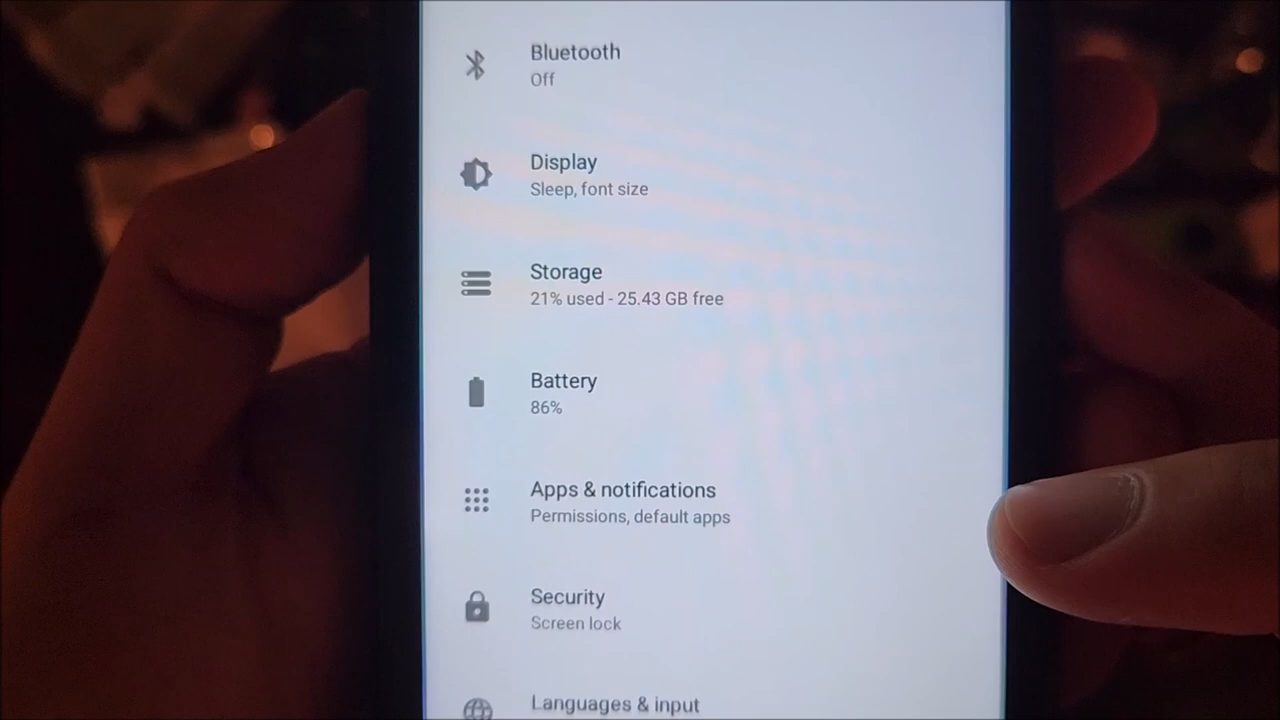 Bluetooth
Off
Display
Sleep, font size
Storage
21% used - 25.43 GB free
Battery
86%
Apps & notifications
Permissions, default apps
Security
Screen lock
Languages & input